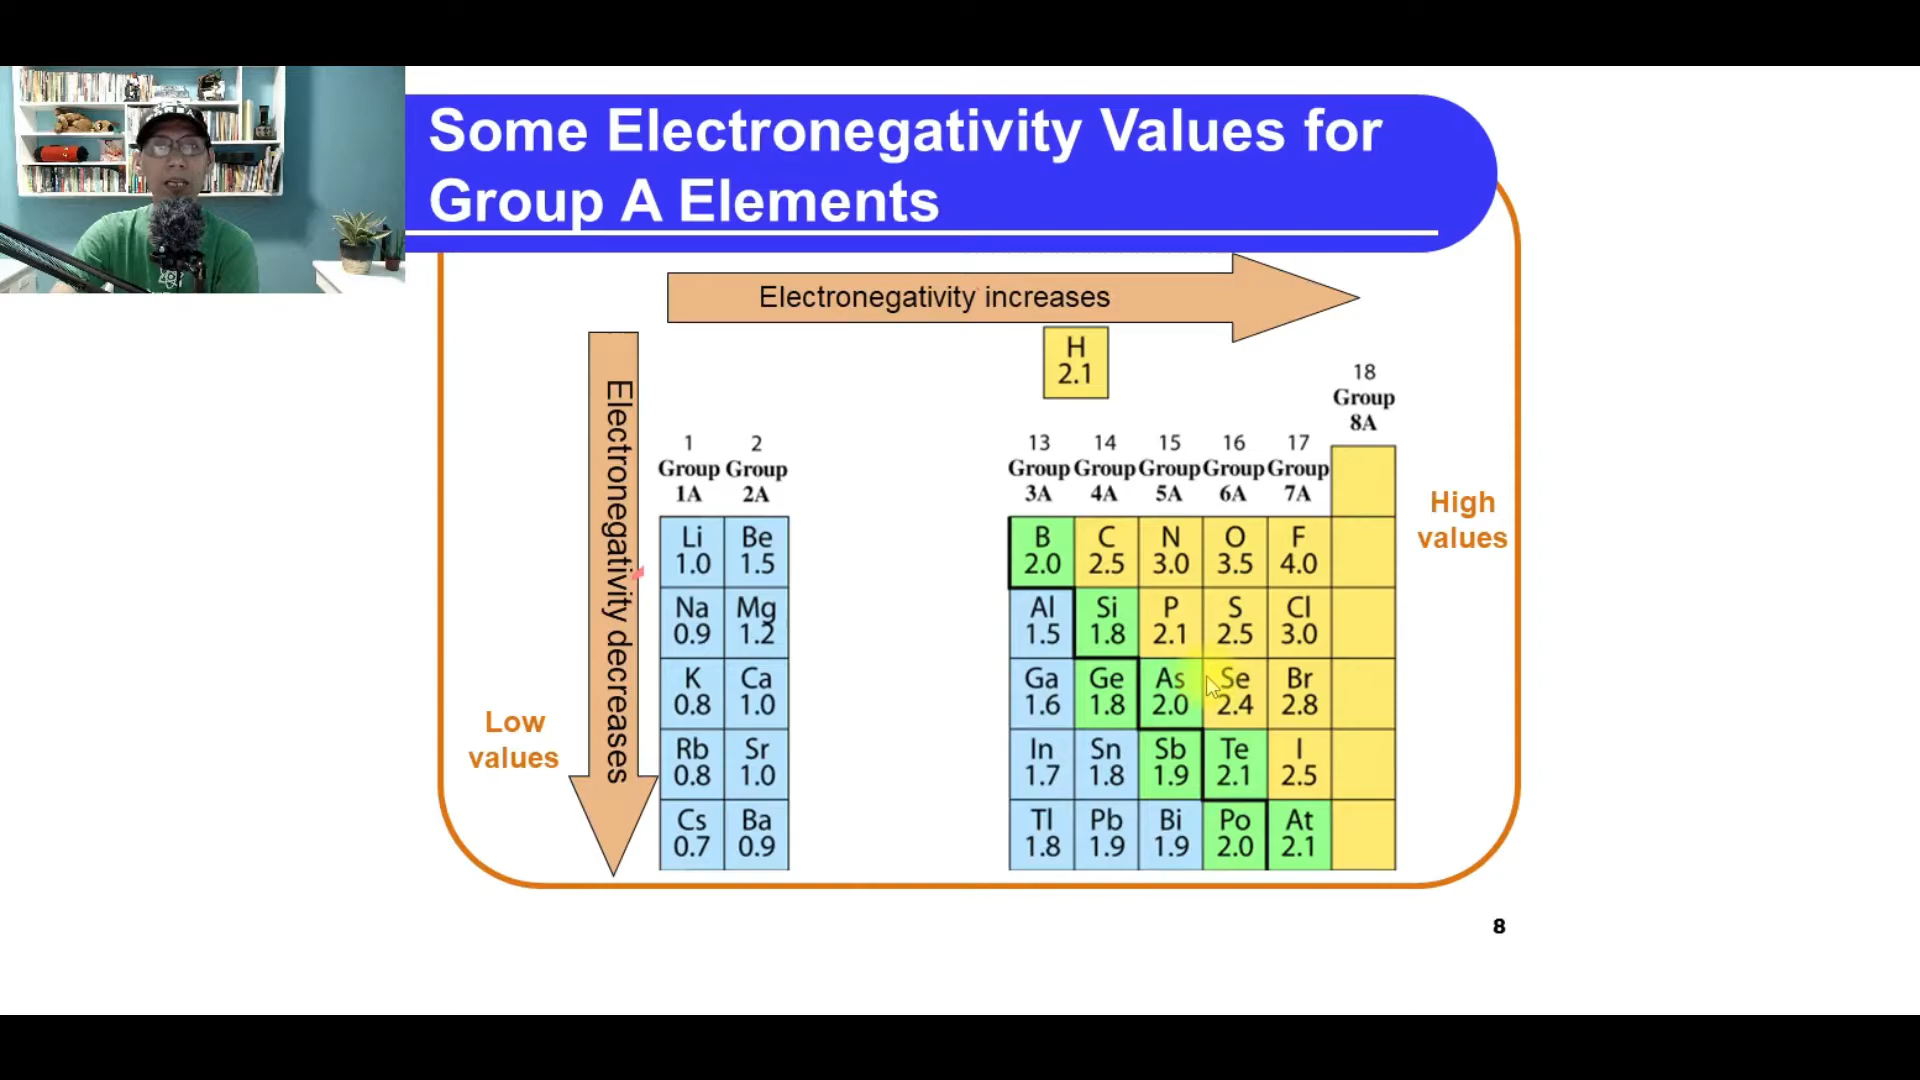 Some Electronegativity Values for
Group A Elements
Electronegativity increases
H
2.1
18
Group
8A
1 2 13 14 15 16 17
Group Group Group Group Group Group Group
1A 2A 3A 4A 5A 6A 7A
High
values
Electronegativity decreases
Li Be B C N O F
1.0 1.5 2.0 2.5 3.0 3.5 4.0
Na Mg Al Si P S Cl
0.9 1.2 1.5 1.8 2.1 2.5 3.0
K Ca Ga Ge As Se Br
0.8 1.0 1.6 1.8 2.0 2.4 2.8
Low
values
Rb Sr In Sn Sb Te I
0.8 1.0 1.7 1.8 1.9 2.1 2.5
Cs Ba Tl Pb Bi Po At
0.7 0.9 1.8 1.9 1.9 2.0 2.1
8